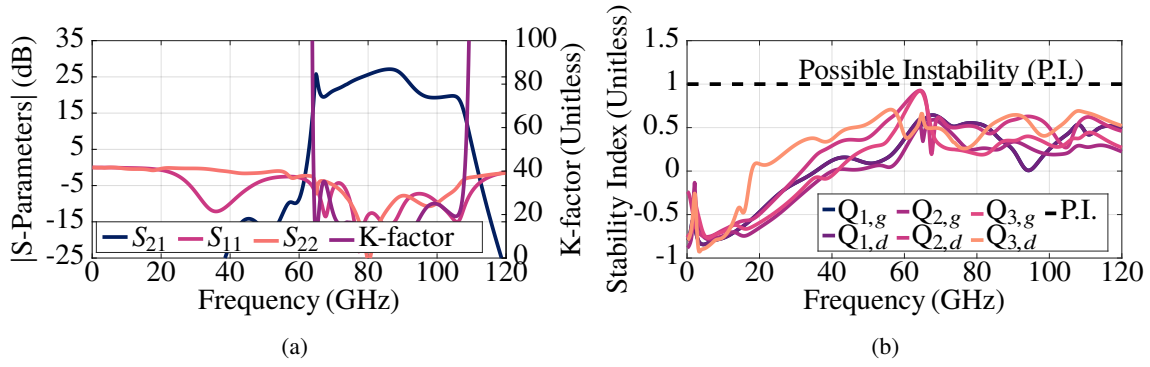 35
25
15
5
-5
-15
-25
|S-Parameters| (dB)
100
80
60
40
20
0
K-factor (Unitless)
S21 S11 S22 K-factor
0 20 40 60 80 100 120
Frequency (GHz)
(a)
1.5
1
0.5
0
-0.5
1
Stability Index (Unitless)
Possible Instability (P.I.)
Q1,g Q2,g Q3,g P.I.
Q1,d Q2,d Q3,d
0 20 40 60 80 100 120
Frequency (GHz)
(b)